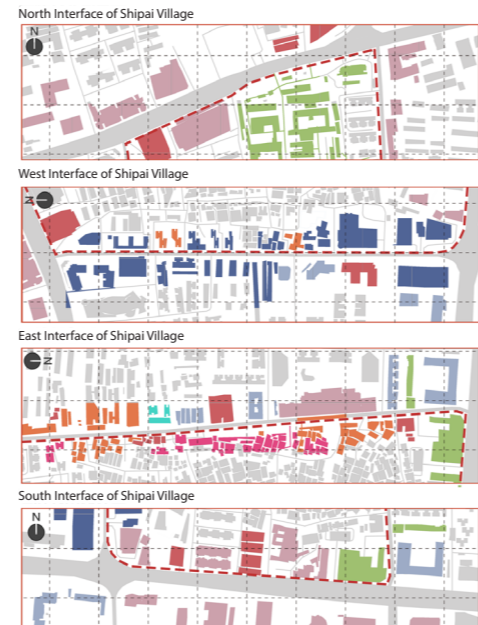 North Interface of Shipai Village
N
West Interface of Shipai Village
N
East Interface of Shipai Village
N
South Interface of Shipai Village
N